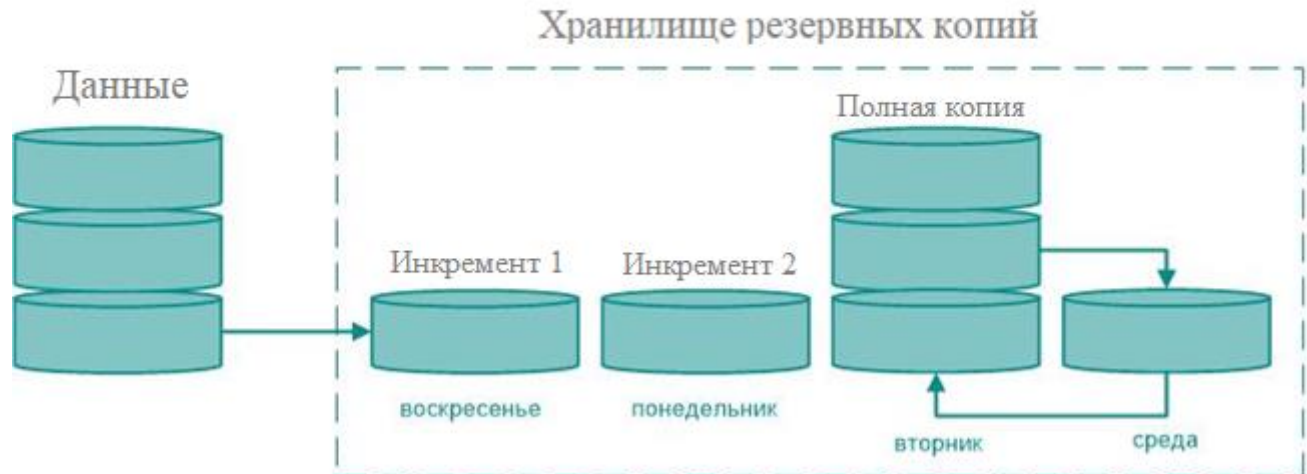 Хранилище резервных копий
Данные
Полная копия
Инкремент 1
Инкремент 2
воскресенье
понедельник
вторник
среда